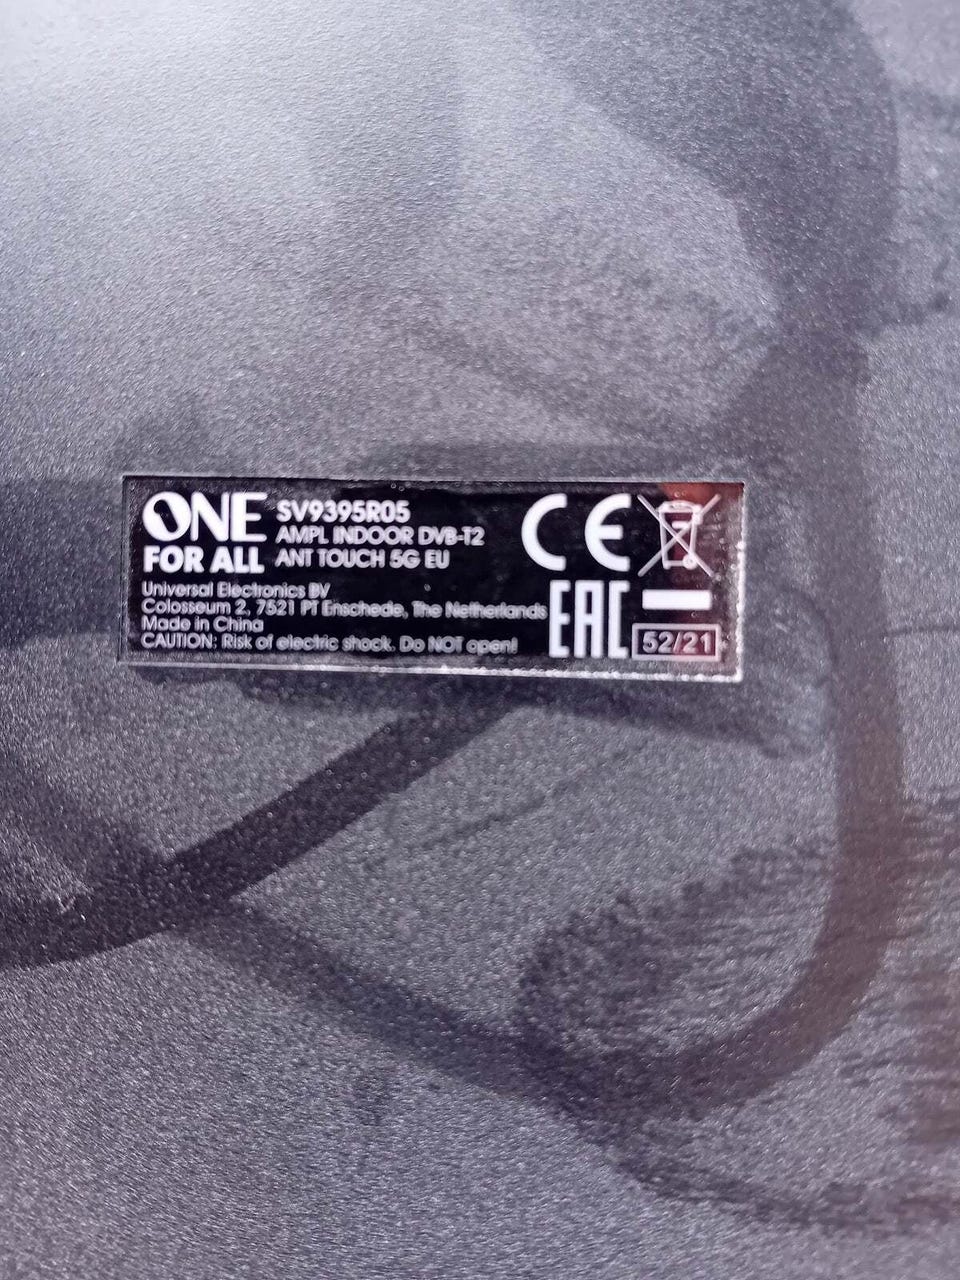 ONE
FOR ALL
SV9395R05
AMPL INDOOR DVB-T2
ANT TOUCH 5G EU
Universal Electronics BV
Colosseum 2, 7521 PT Enschede, The Netherlands
Made in China
CAUTION: Risk of electric shock. Do NOT open!
CE
EAC
52/21